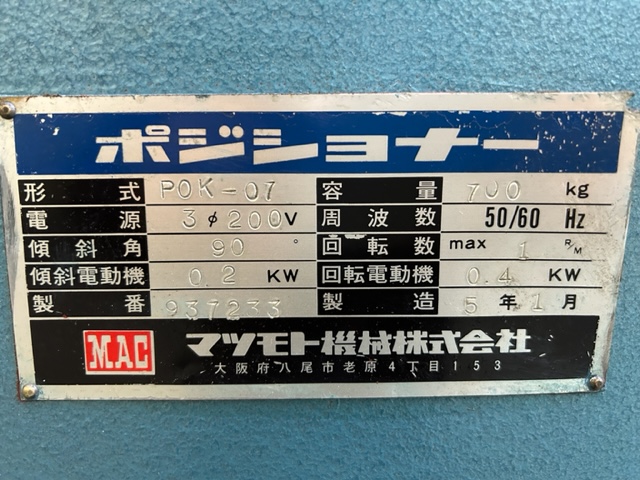 ポジショナー
形式 POK-07 容量 700 kg
電源 3φ200V 周波数 50/60 Hz
傾斜角 90° 回転数 max 1 R/M
傾斜電動機 0.2 KW 回転電動機 0.4 KW
製番 937233 製造 5年1月
MAC マツモト機械株式会社
大阪府八尾市老原4丁目153